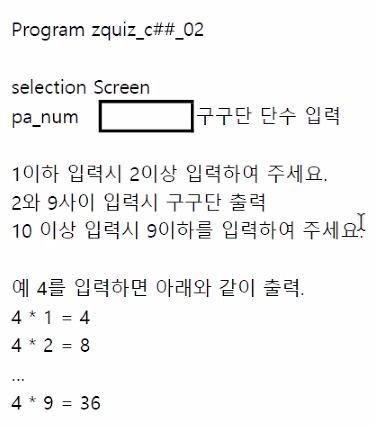 Program zquiz_c##_02
selection Screen
pa_num 구구단 단수 입력
1이하 입력시 2이상 입력하여 주세요.
2와 9사이 입력시 구구단 출력
10 이상 입력시 9이하를 입력하여 주세요.
예 4를 입력하면 아래와 같이 출력.
4 * 1 = 4
4 * 2 = 8
...
4 * 9 = 36